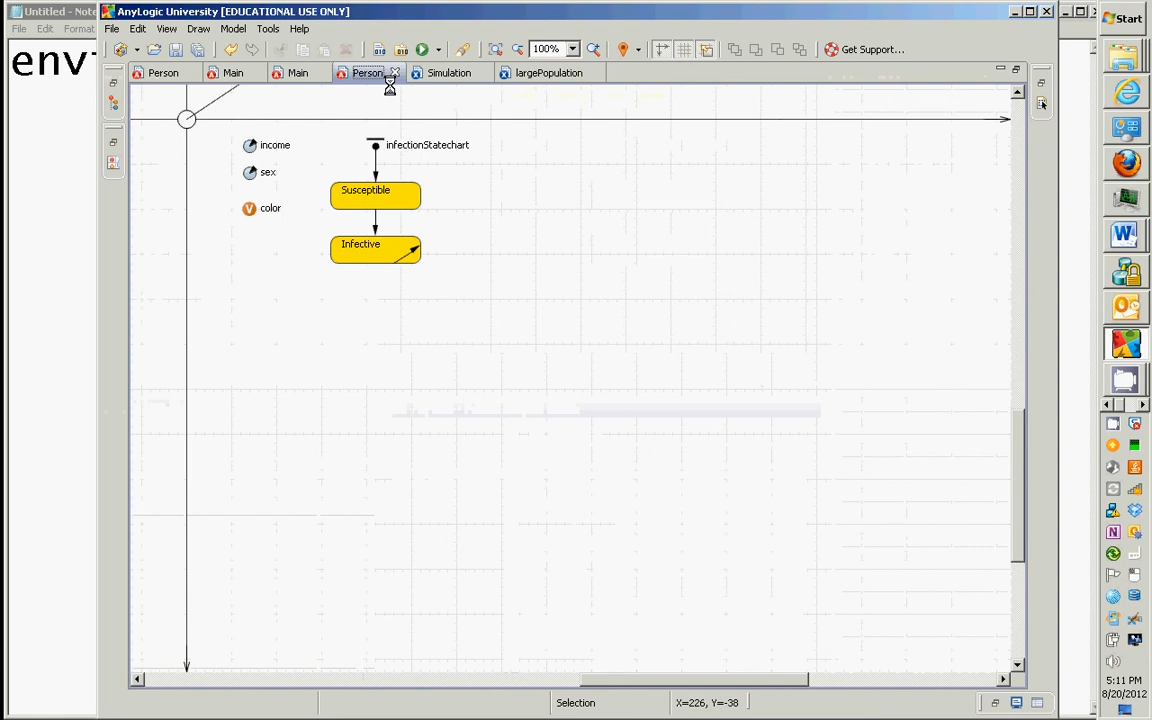 Untitled - Note
File Edit Format
env
AnyLogic University [EDUCATIONAL USE ONLY]
File Edit View Draw Model Tools Help
100% Get Support...
Person Main Main Person Simulation largePopulation
income
sex
color
infectionStatechart
Susceptible
Infective
Selection X=226, Y=-38
Start
5:11 PM
8/20/2012